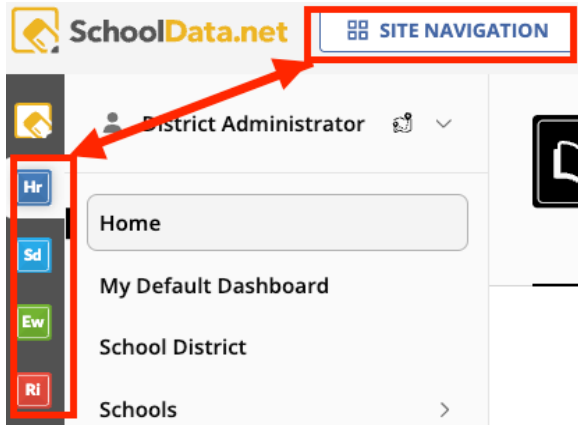 SchoolData.net
SITE NAVIGATION
District Administrator
Hr
Home
Sd
My Default Dashboard
Ew
School District
Ri
Schools